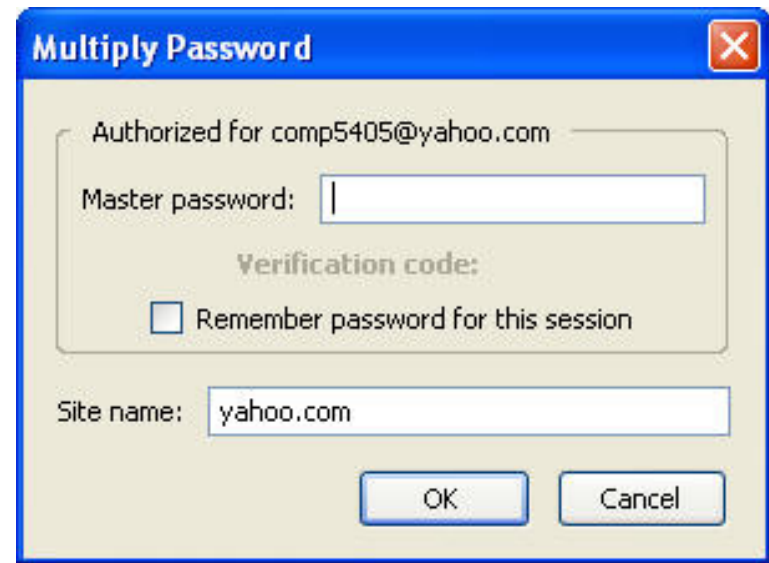 Multiply Password
Authorized for comp5405@yahoo.com
Master password:
Verification code:
Remember password for this session
Site name: yahoo.com
OK Cancel